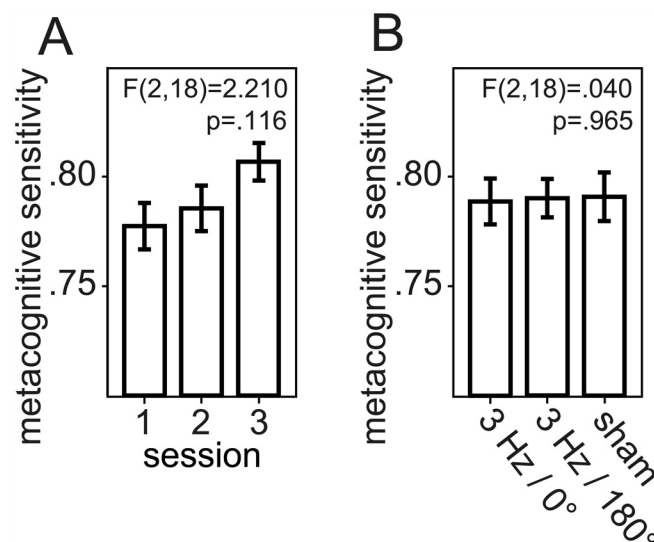 A
metacognitive sensitivity
F(2,18)=2.210
p=.116
.80
.75
1 2 3
session
B
metacognitive sensitivity
F(2,18)=.040
p=.965
.80
.75
3 Hz / 0°
3 Hz / 180°
sham